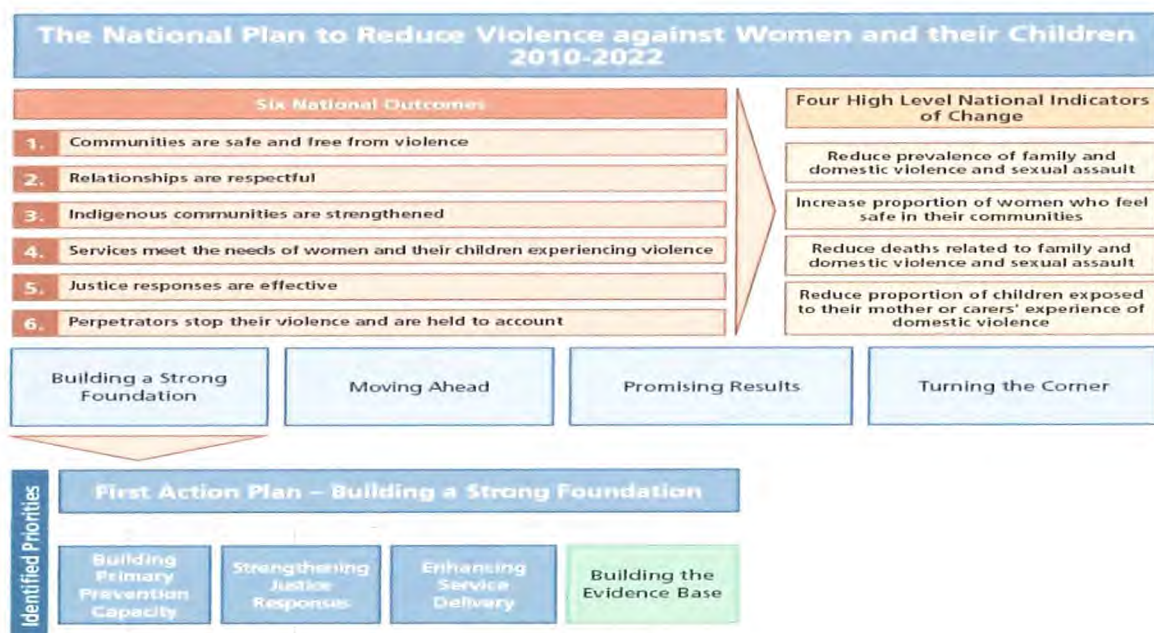 The National Plan to Reduce Violence against Women and their Children
2010-2022
Six National Outcomes
1. Communities are safe and free from violence
2. Relationships are respectful
3. Indigenous communities are strengthened
4. Services meet the needs of women and their children experiencing violence
5. Justice responses are effective
6. Perpetrators stop their violence and are held to account
Four High Level National Indicators
of Change
Reduce prevalence of family and
domestic violence and sexual assault
Increase proportion of women who feel
safe in their communities
Reduce deaths related to family and
domestic violence and sexual assault
Reduce proportion of children exposed
to their mother or carers' experience of
domestic violence
Building a Strong
Foundation
Moving Ahead
Promising Results
Turning the Corner
Identified Priorities
First Action Plan – Building a Strong Foundation
Building
Primary
Prevention
Capacity
Strengthening
Justice
Responses
Enhancing
Service
Delivery
Building the
Evidence Base